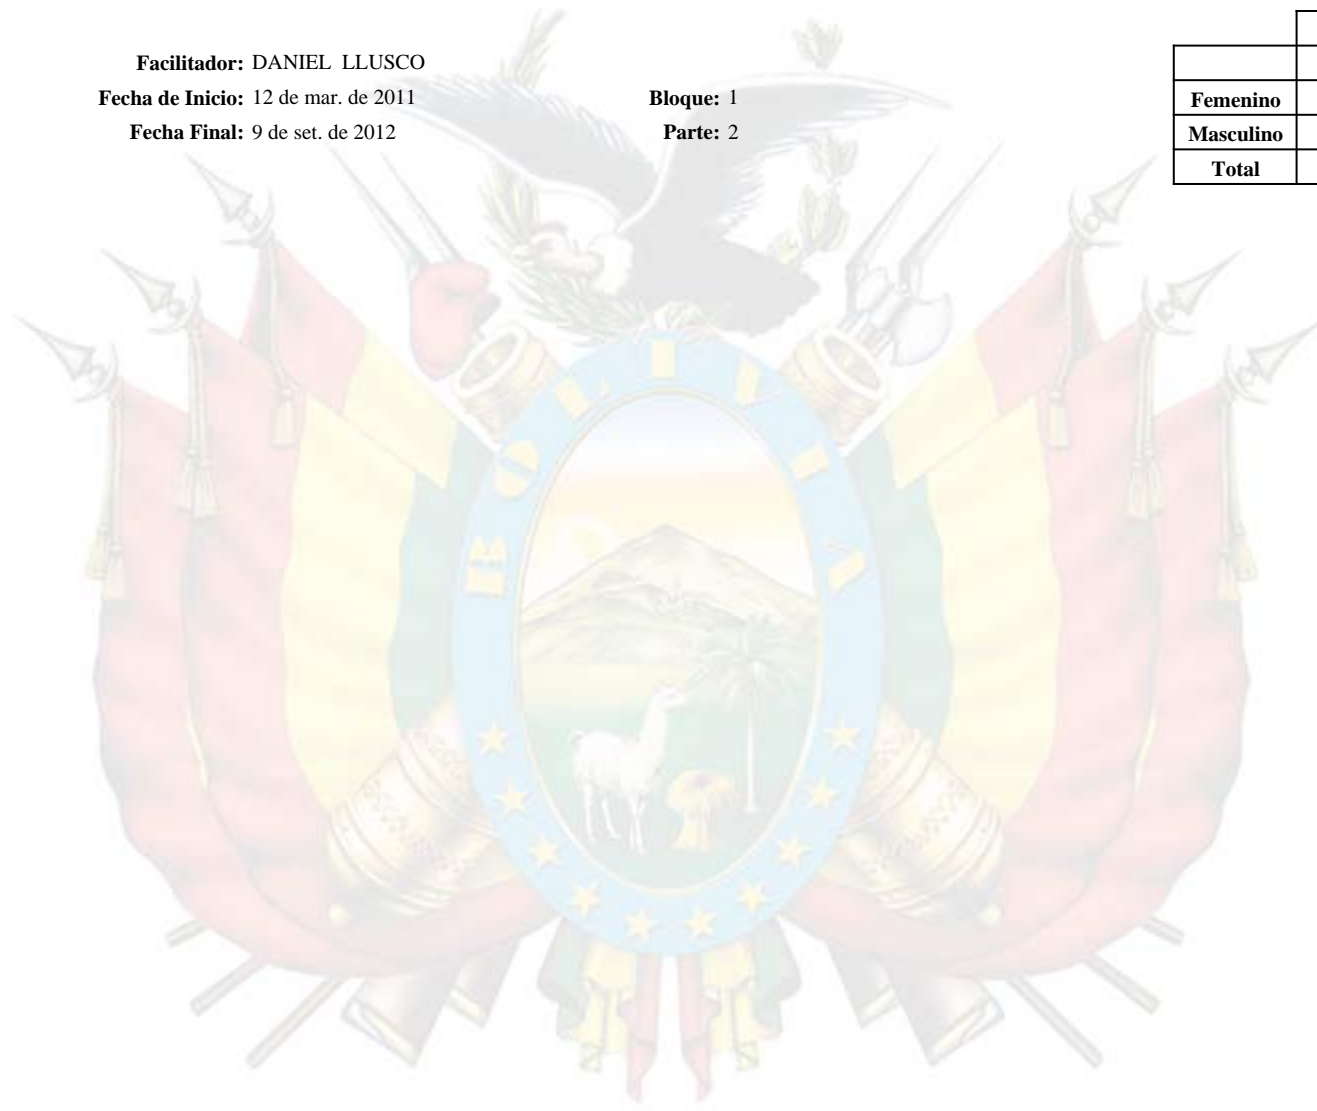 Facilitador: DANIEL LLUSCO
Fecha de Inicio: 12 de mar. de 2011 Bloque: 1
Fecha Final: 9 de set. de 2012 Parte: 2
Femenino
Masculino
Total
BOLIVIA